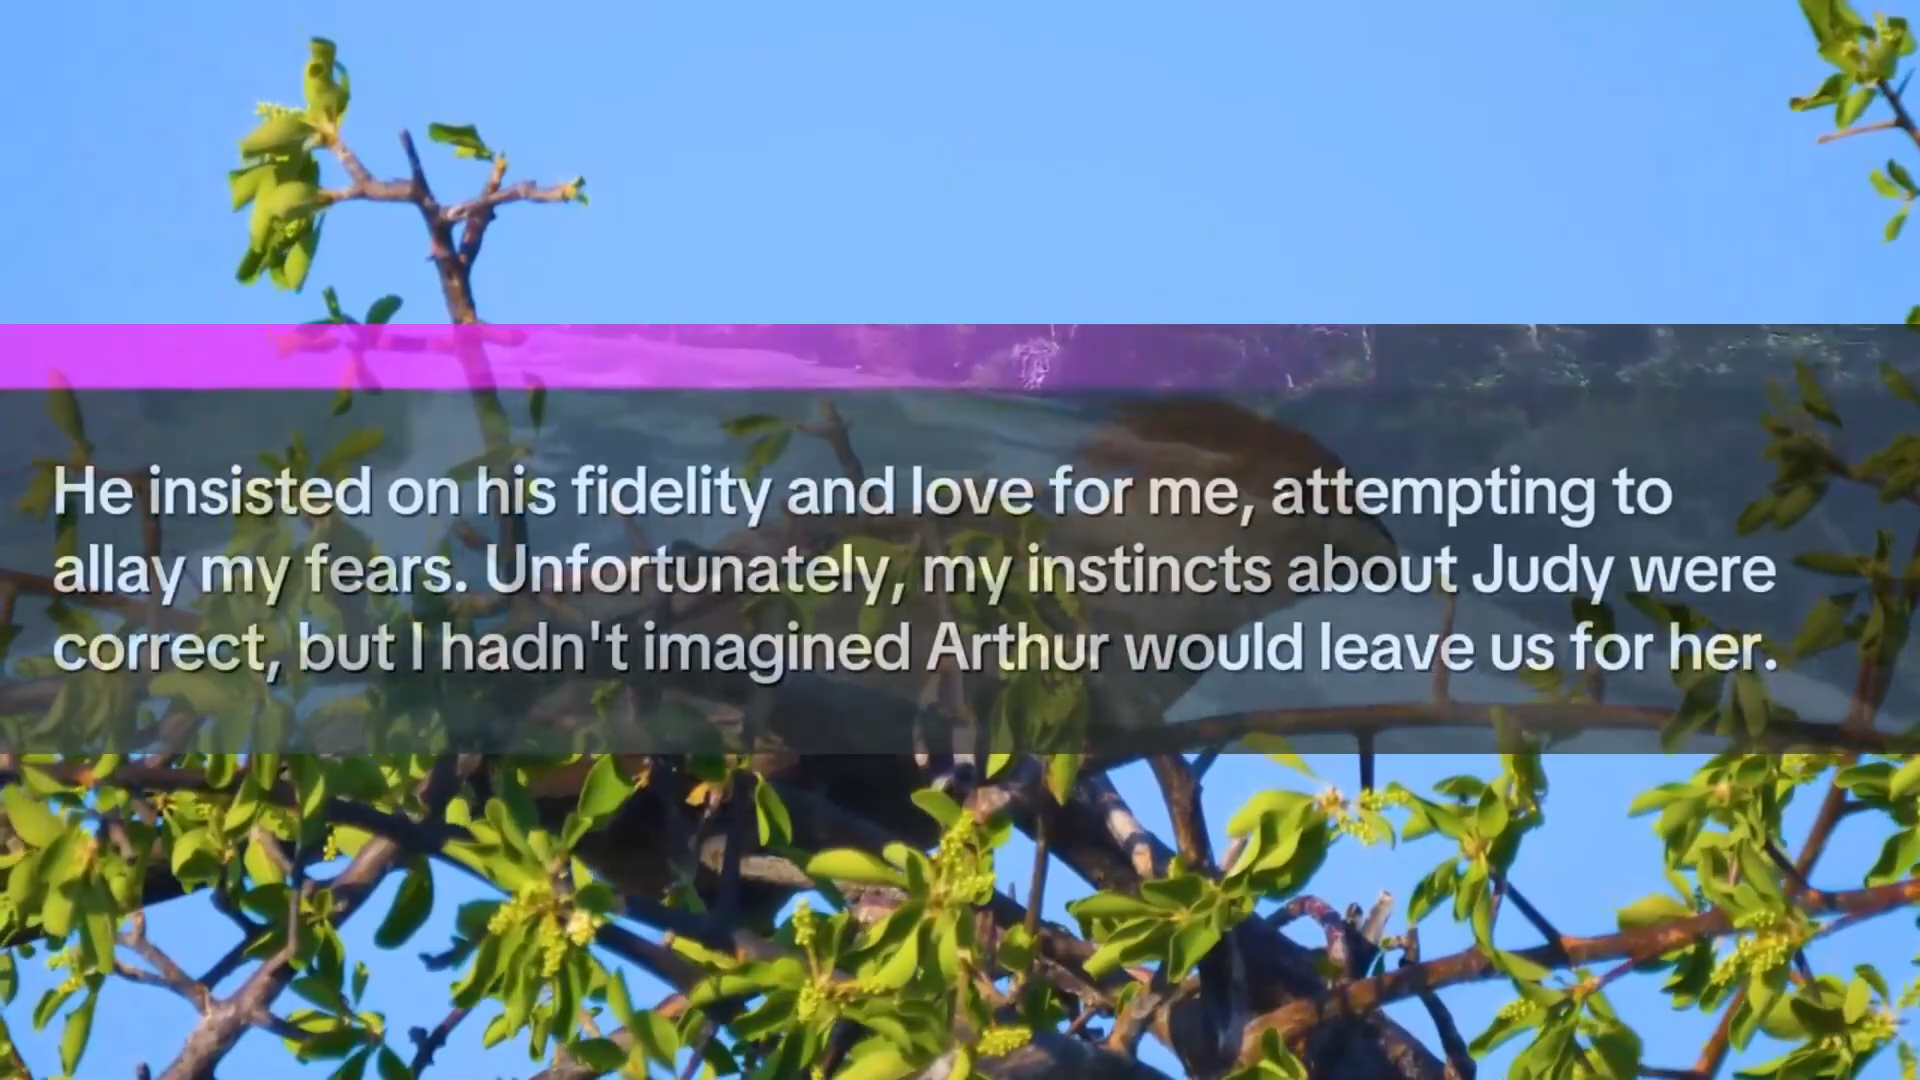 He insisted on his fidelity and love for me, attempting to
allay my fears. Unfortunately, my instincts about Judy were
correct, but I hadn't imagined Arthur would leave us for her.